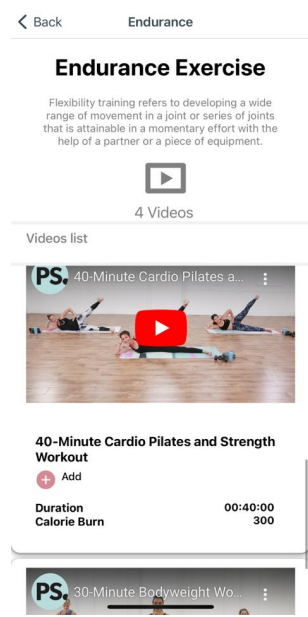 Back
Endurance
Endurance Exercise
Flexibility training refers to developing a wide
range of movement in a joint or series of joints
that is attainable in a momentary effort with the
help of a partner or a piece of equipment.
4 Videos
Videos list
PS. 40-Minute Cardio Pilates a...
40-Minute Cardio Pilates and Strength
Workout
Add
Duration 00:40:00
Calorie Burn 300
PS. 30-Minute Bodyweight Wo...